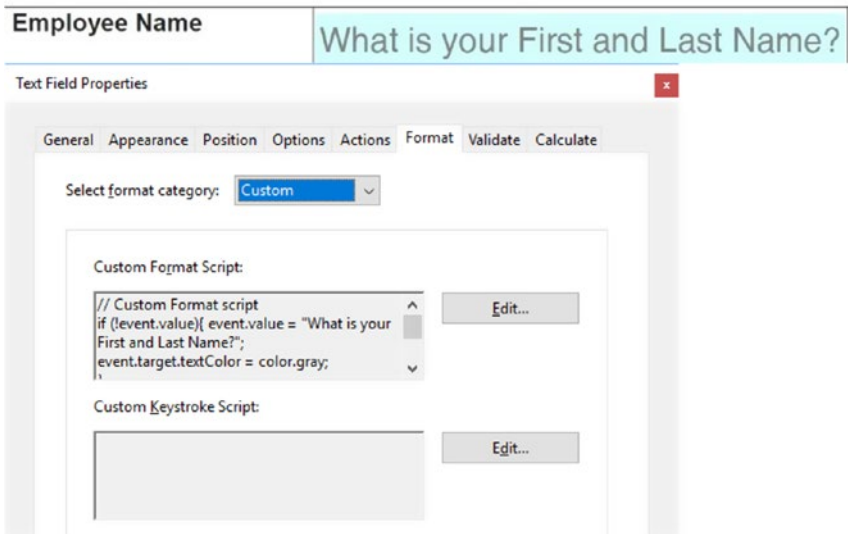 Employee Name
What is your First and Last Name?
Text Field Properties
x
General Appearance Position Options Actions Format Validate Calculate
Select format category: Custom
Custom Format Script:
// Custom Format script
if (!event.value){ event.value = "What is your
First and Last Name?";
event.target.textColor = color.gray;
}
Edit...
Custom Keystroke Script:
Edit...